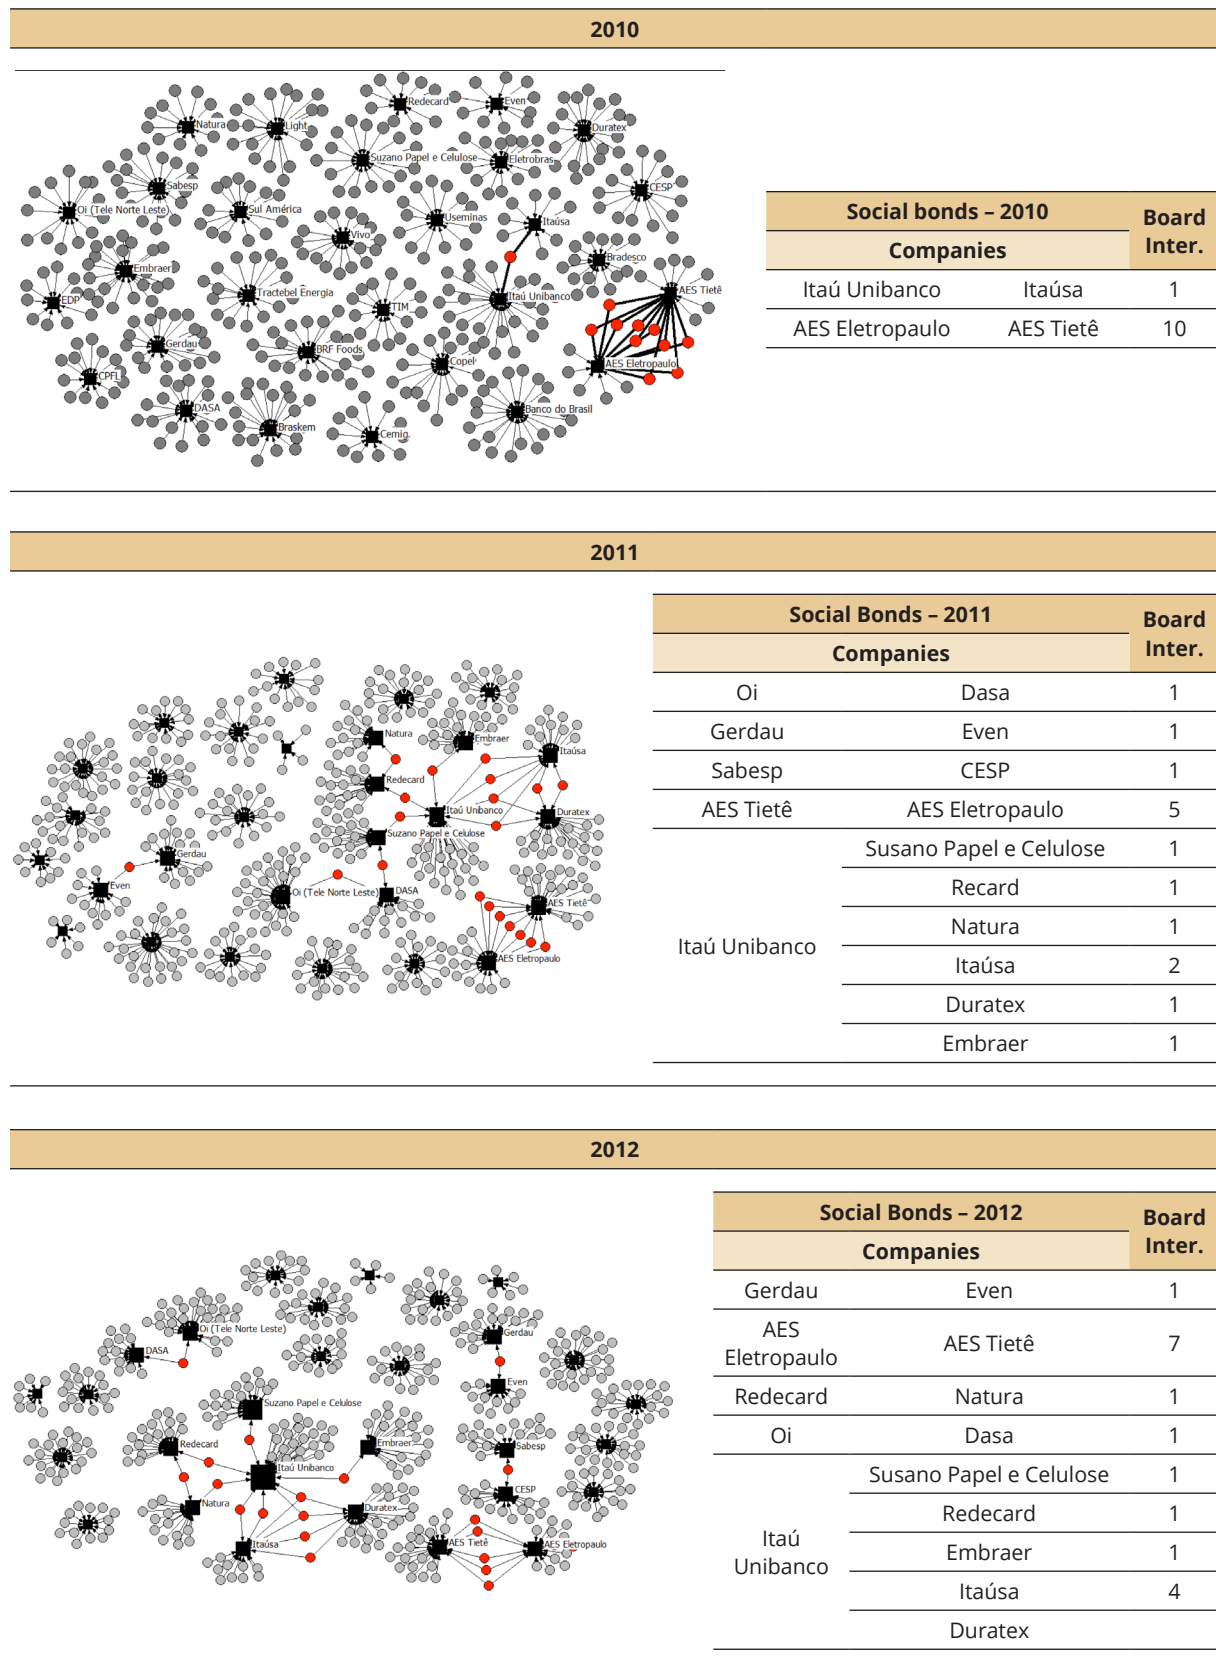 2010
Redecard
Even
Natura
Light
Duratex
Suzano Papel e Celulose
Eletrobras
Sabesp
CESP
Oi (Tele Norte Leste)
Sul América
Useminas
Itaúsa
Vivo
Bradesco
Embraer
AES Tietê
EDP
Tractebel Energia
TIM
Itaú Unibanco
Gerdau
BRF Foods
Copel
AES Eletropaulo
CPFL
DASA
Braskem
Cemig
Banco do Brasil
Social bonds – 2010
Board Inter.
Companies
Itaú Unibanco Itaúsa 1
AES Eletropaulo AES Tietê 10
2011
Natura
Embraer
Itaúsa
Redecard
Itaú Unibanco
Duratex
Suzano Papel e Celulose
Gerdau
Even
Oi (Tele Norte Leste)
DASA
AES Tietê
AES Eletropaulo
Social Bonds – 2011
Board Inter.
Companies
Oi Dasa 1
Gerdau Even 1
Sabesp CESP 1
AES Tietê AES Eletropaulo 5
Itaú Unibanco
Susano Papel e Celulose 1
Recard 1
Natura 1
Itaúsa 2
Duratex 1
Embraer 1
2012
Oi (Tele Norte Leste)
DASA
Gerdau
Even
Suzano Papel e Celulose
Redecard
Embraer
Sabesp
Itaú Unibanco
CESP
Natura
Duratex
Itaúsa
AES Tietê
AES Eletropaulo
Social Bonds – 2012
Board Inter.
Companies
Gerdau Even 1
AES
Eletropaulo
AES Tietê 7
Redecard Natura 1
Oi Dasa 1
Itaú
Unibanco
Susano Papel e Celulose 1
Redecard 1
Embraer 1
Itaúsa 4
Duratex